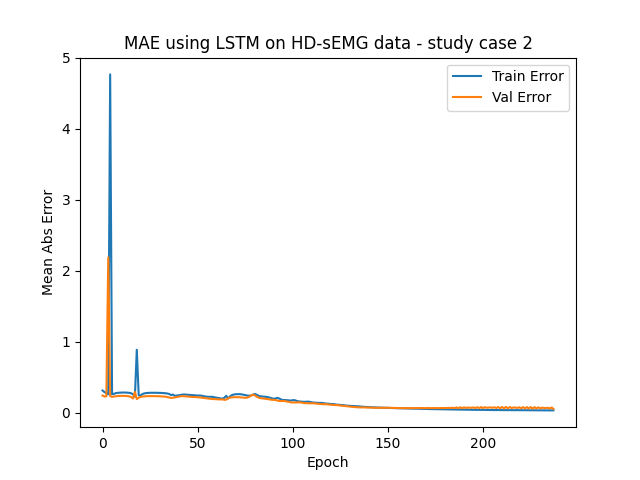 MAE using LSTM on HD-sEMG data - study case 2
Train Error
Val Error
Mean Abs Error
5
4
3
2
1
0
0 50 100 150 200
Epoch